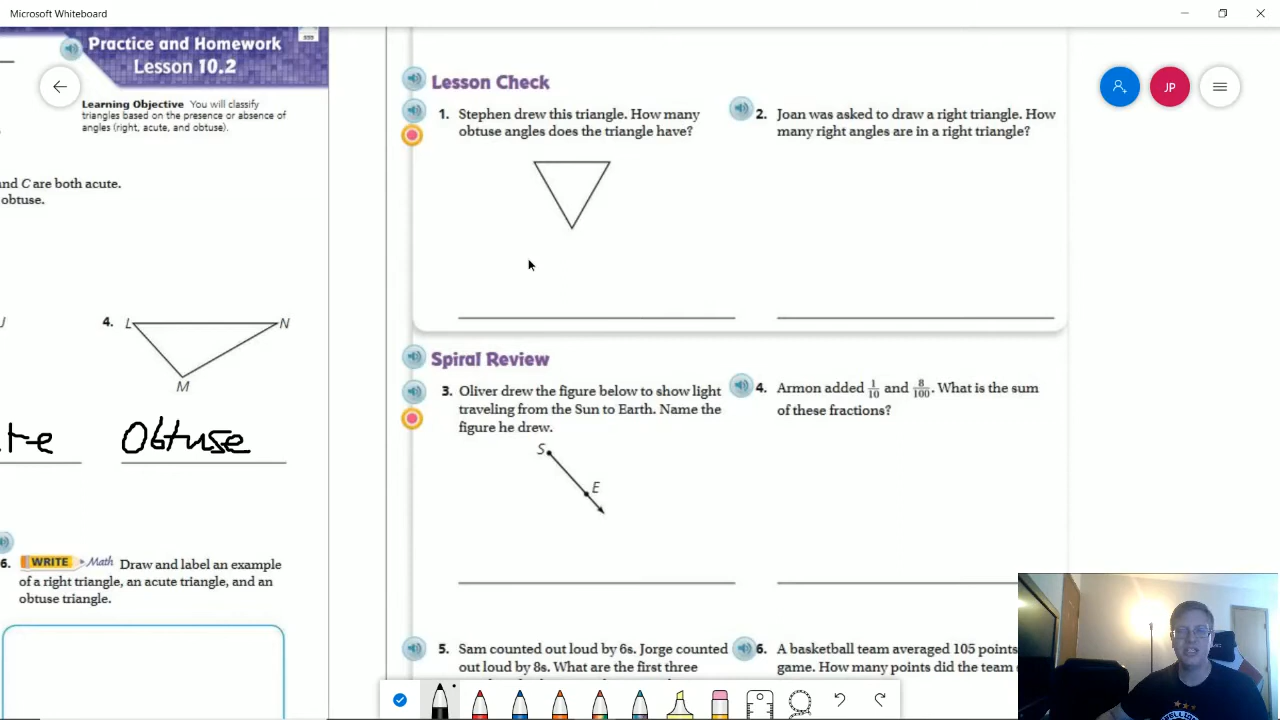 Microsoft Whiteboard
Practice and Homework
Lesson 10.2
Learning Objective You will classify
triangles based on the presence or absence of
angles (right, acute, and obtuse).
and C are both acute.
obtuse.
J
4.
L
N
M
te
Obtuse
6. WRITE Math Draw and label an example
of a right triangle, an acute triangle, and an
obtuse triangle.
Lesson Check
1. Stephen drew this triangle. How many
obtuse angles does the triangle have?
2. Joan was asked to draw a right triangle. How
many right angles are in a right triangle?
Spiral Review
3. Oliver drew the figure below to show light
traveling from the Sun to Earth. Name the
figure he drew.
S
E
4. Armon added 1/10 and 8/100. What is the sum
of these fractions?
5. Sam counted out loud by 6s. Jorge counted
out loud by 8s. What are the first three
6. A basketball team averaged 105 points
game. How many points did the team
JP